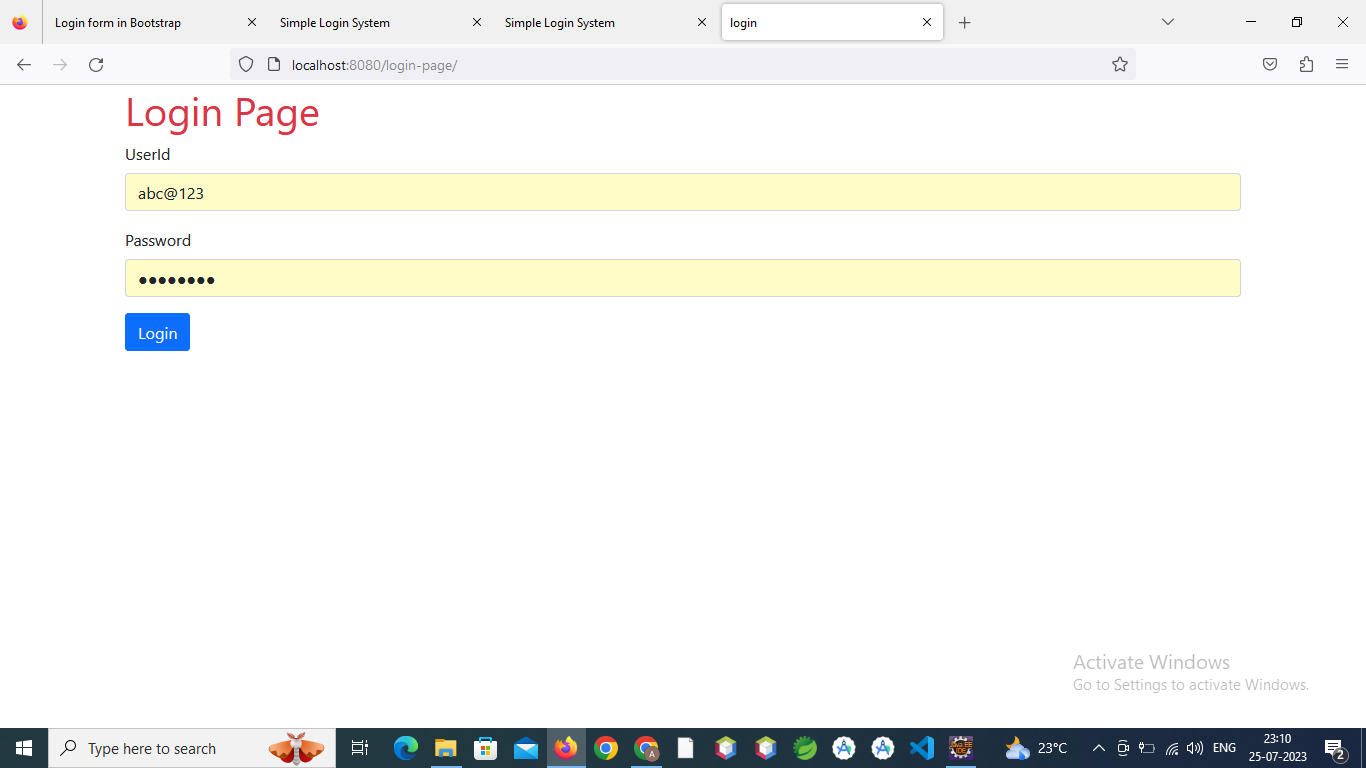 Login form in Bootstrap
Simple Login System
Simple Login System
login
localhost:8080/login-page/
Login Page
UserId
abc@123
Password
●●●●●●●●
Login
Activate Windows
Go to Settings to activate Windows.
Type here to search
A
23°C
ENG
23:10
25-07-2023
2